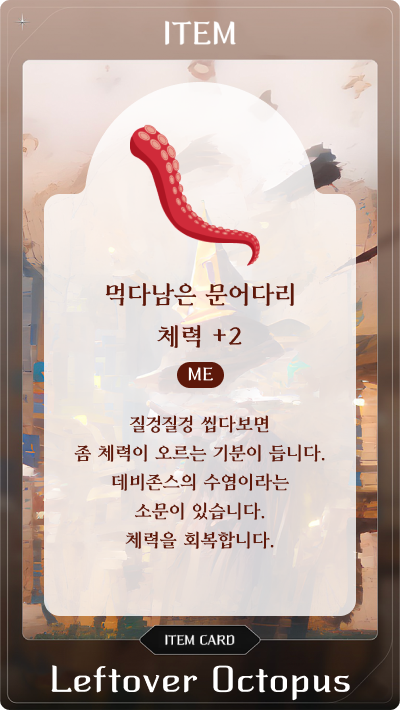 ITEM
먹다남은 문어다리
체력 +2
ME
질겅질겅 씹다보면
좀 체력이 오르는 기분이 듭니다.
데비존스의 수염이라는
소문이 있습니다.
체력을 회복합니다.
ITEM CARD
Leftover Octopus